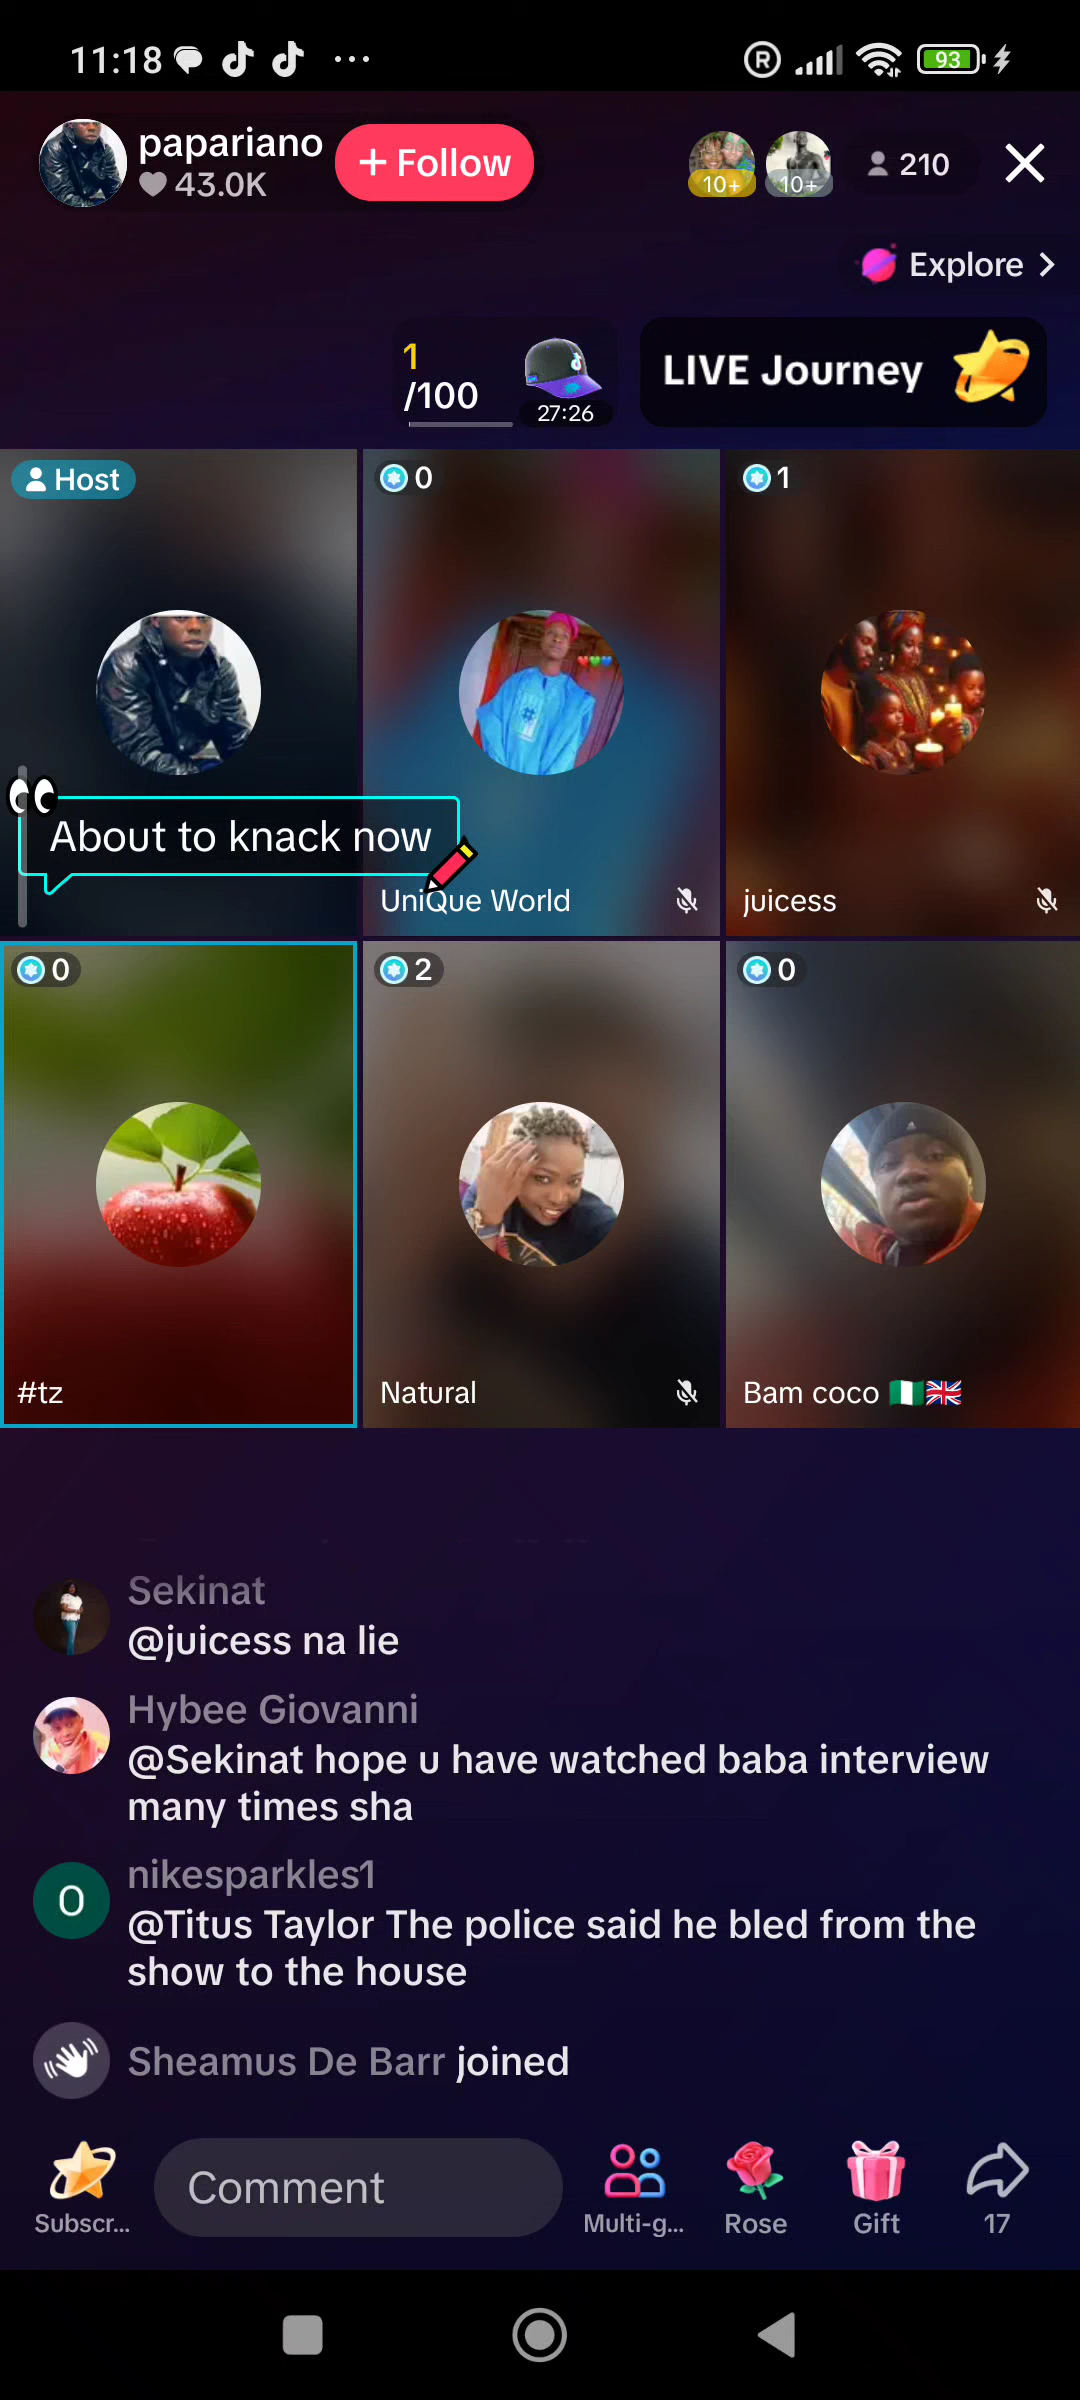 11:18
R
93
papariano
43.0K
+ Follow
10+
10+
210
Explore
1
/100
27:26
LIVE Journey
Host
0
1
About to knack now
UniQue World
juicess
0
2
0
#tz
Natural
Bam coco 🇳🇬🇬🇧
Sekinat
@juicess na lie
Hybee Giovanni
@Sekinat hope u have watched baba interview
many times sha
O
nikesparkles1
@Titus Taylor The police said he bled from the
show to the house
Sheamus De Barr joined
Comment
Subscr...
Multi-g...
Rose
Gift
17